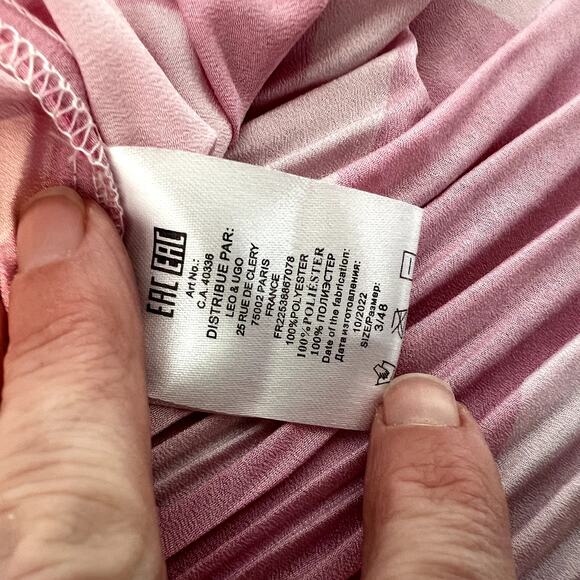 EAC EAC
Art No.:
C.A. 40336
DISTRIBUE PAR:
LEO & UGO
25 RUE DE CLERY
75002 PARIS
FRANCE
FR22538867078
100%POLYESTER
100%POLIÉSTER
100% ПОЛИЭСТЕР
Date of the fabrication:
Дата изготовления:
10/2022
SIZE/Размер:
3/48